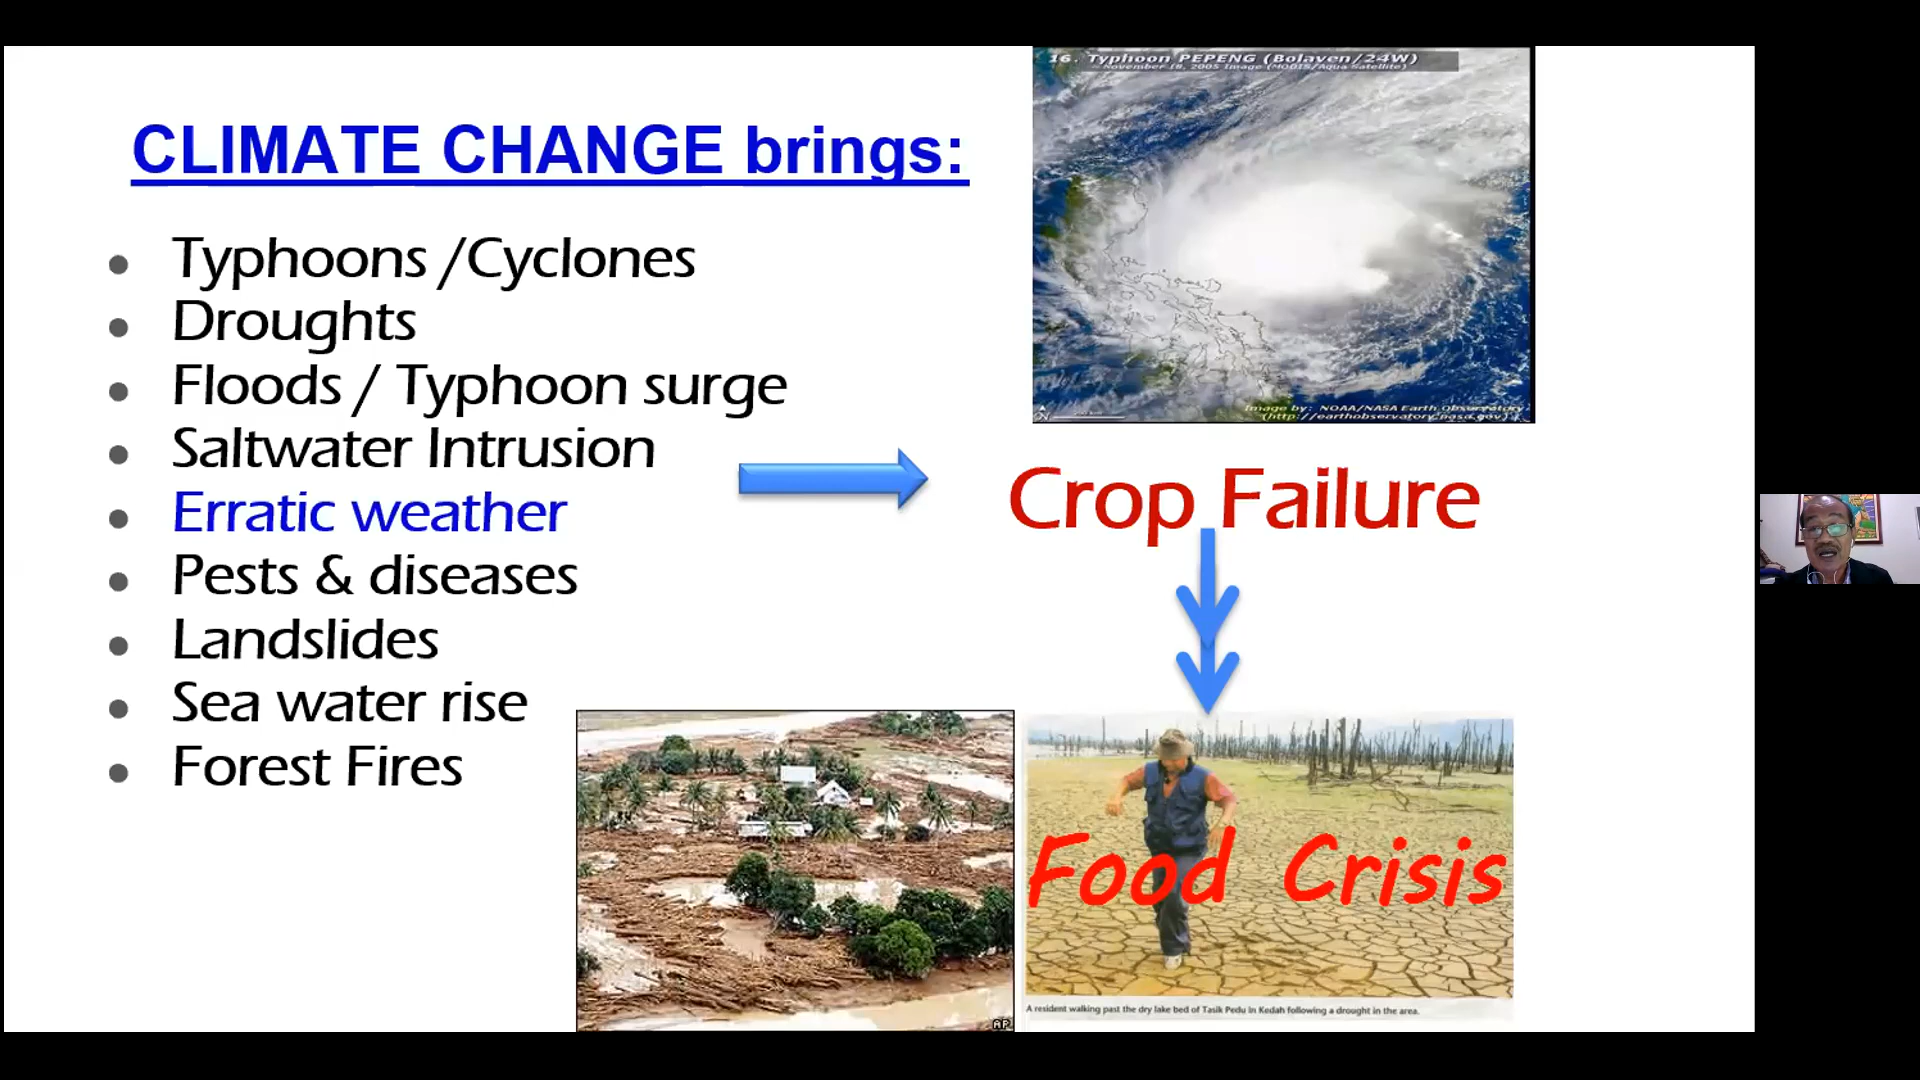 16. Typhoon PEPENG (Bolaven/24W)
~ November 18, 2005 Image (MODIS/Aqua Satellite)
CLIMATE CHANGE brings:
Typhoons /Cyclones
Droughts
Floods / Typhoon surge
Saltwater Intrusion
Erratic weather
Pests & diseases
Landslides
Sea water rise
Forest Fires
Image by: NOAA/NASA Earth Observatory
(http://earthobservatory.nasa.gov)
Crop Failure
Food Crisis
A resident walking past the dry lake bed of Tasik Pedu in Kedah following a drought in the area.
AP